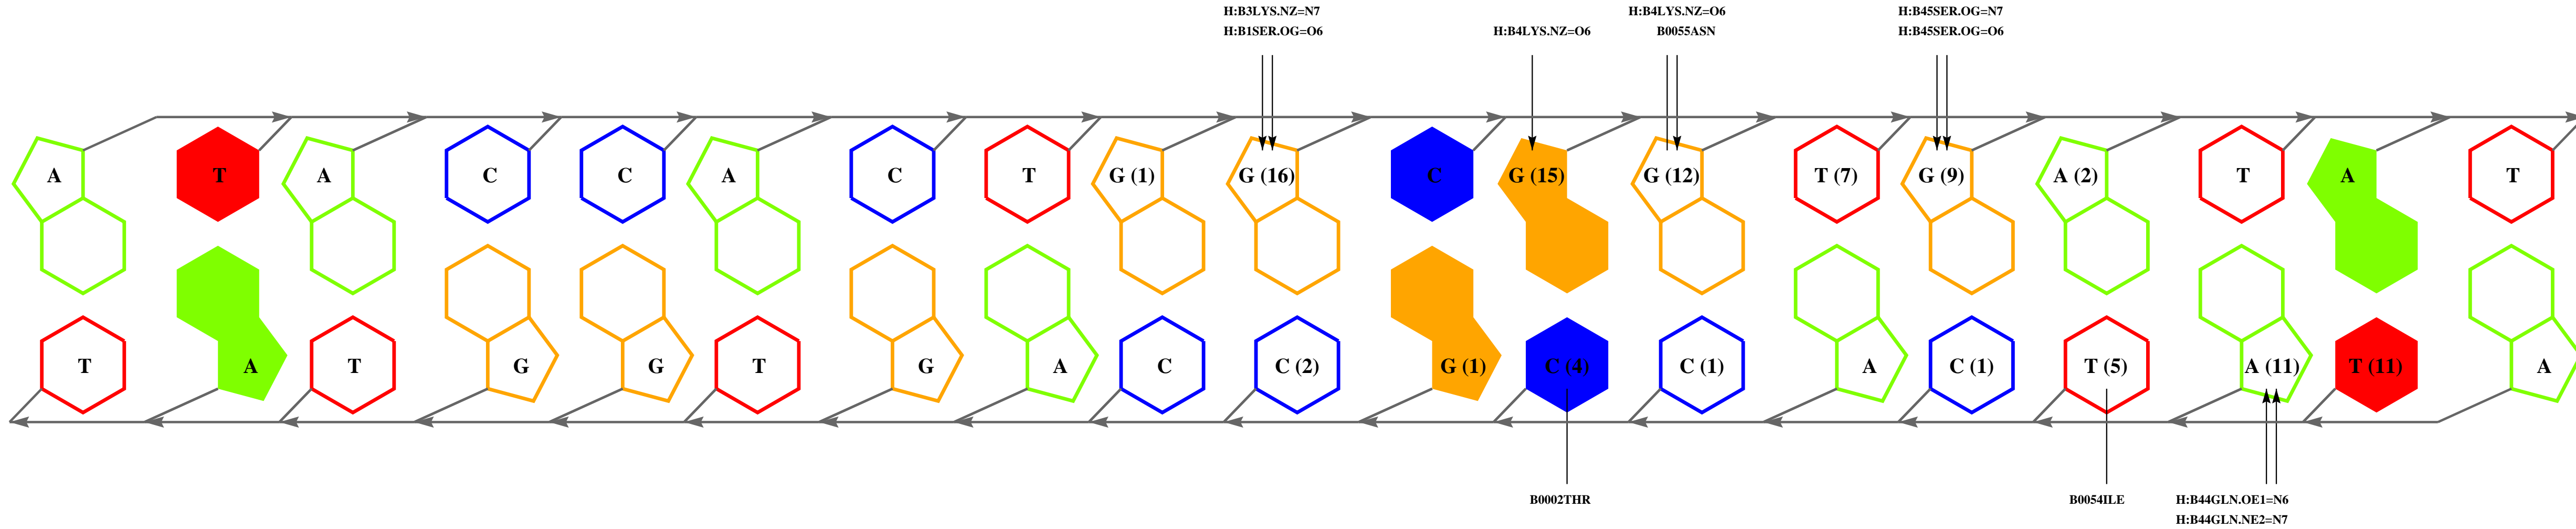 H:B3LYS.NZ=N7
H:B1SER.OG=O6
H:B4LYS.NZ=O6
H:B4LYS.NZ=O6
B0055ASN
H:B45SER.OG=N7
H:B45SER.OG=O6
A T A C C A C T G (1) G (16) C G (15) G (12) T (7) G (9) A (2) T A T
T A T G G T G A C C (2) G (1) C (4) C (1) A C (1) T (5) A (11) T (11) A
B0002THR
B0054ILE
H:B44GLN.OE1=N6
H:B44GLN.NE2=N7